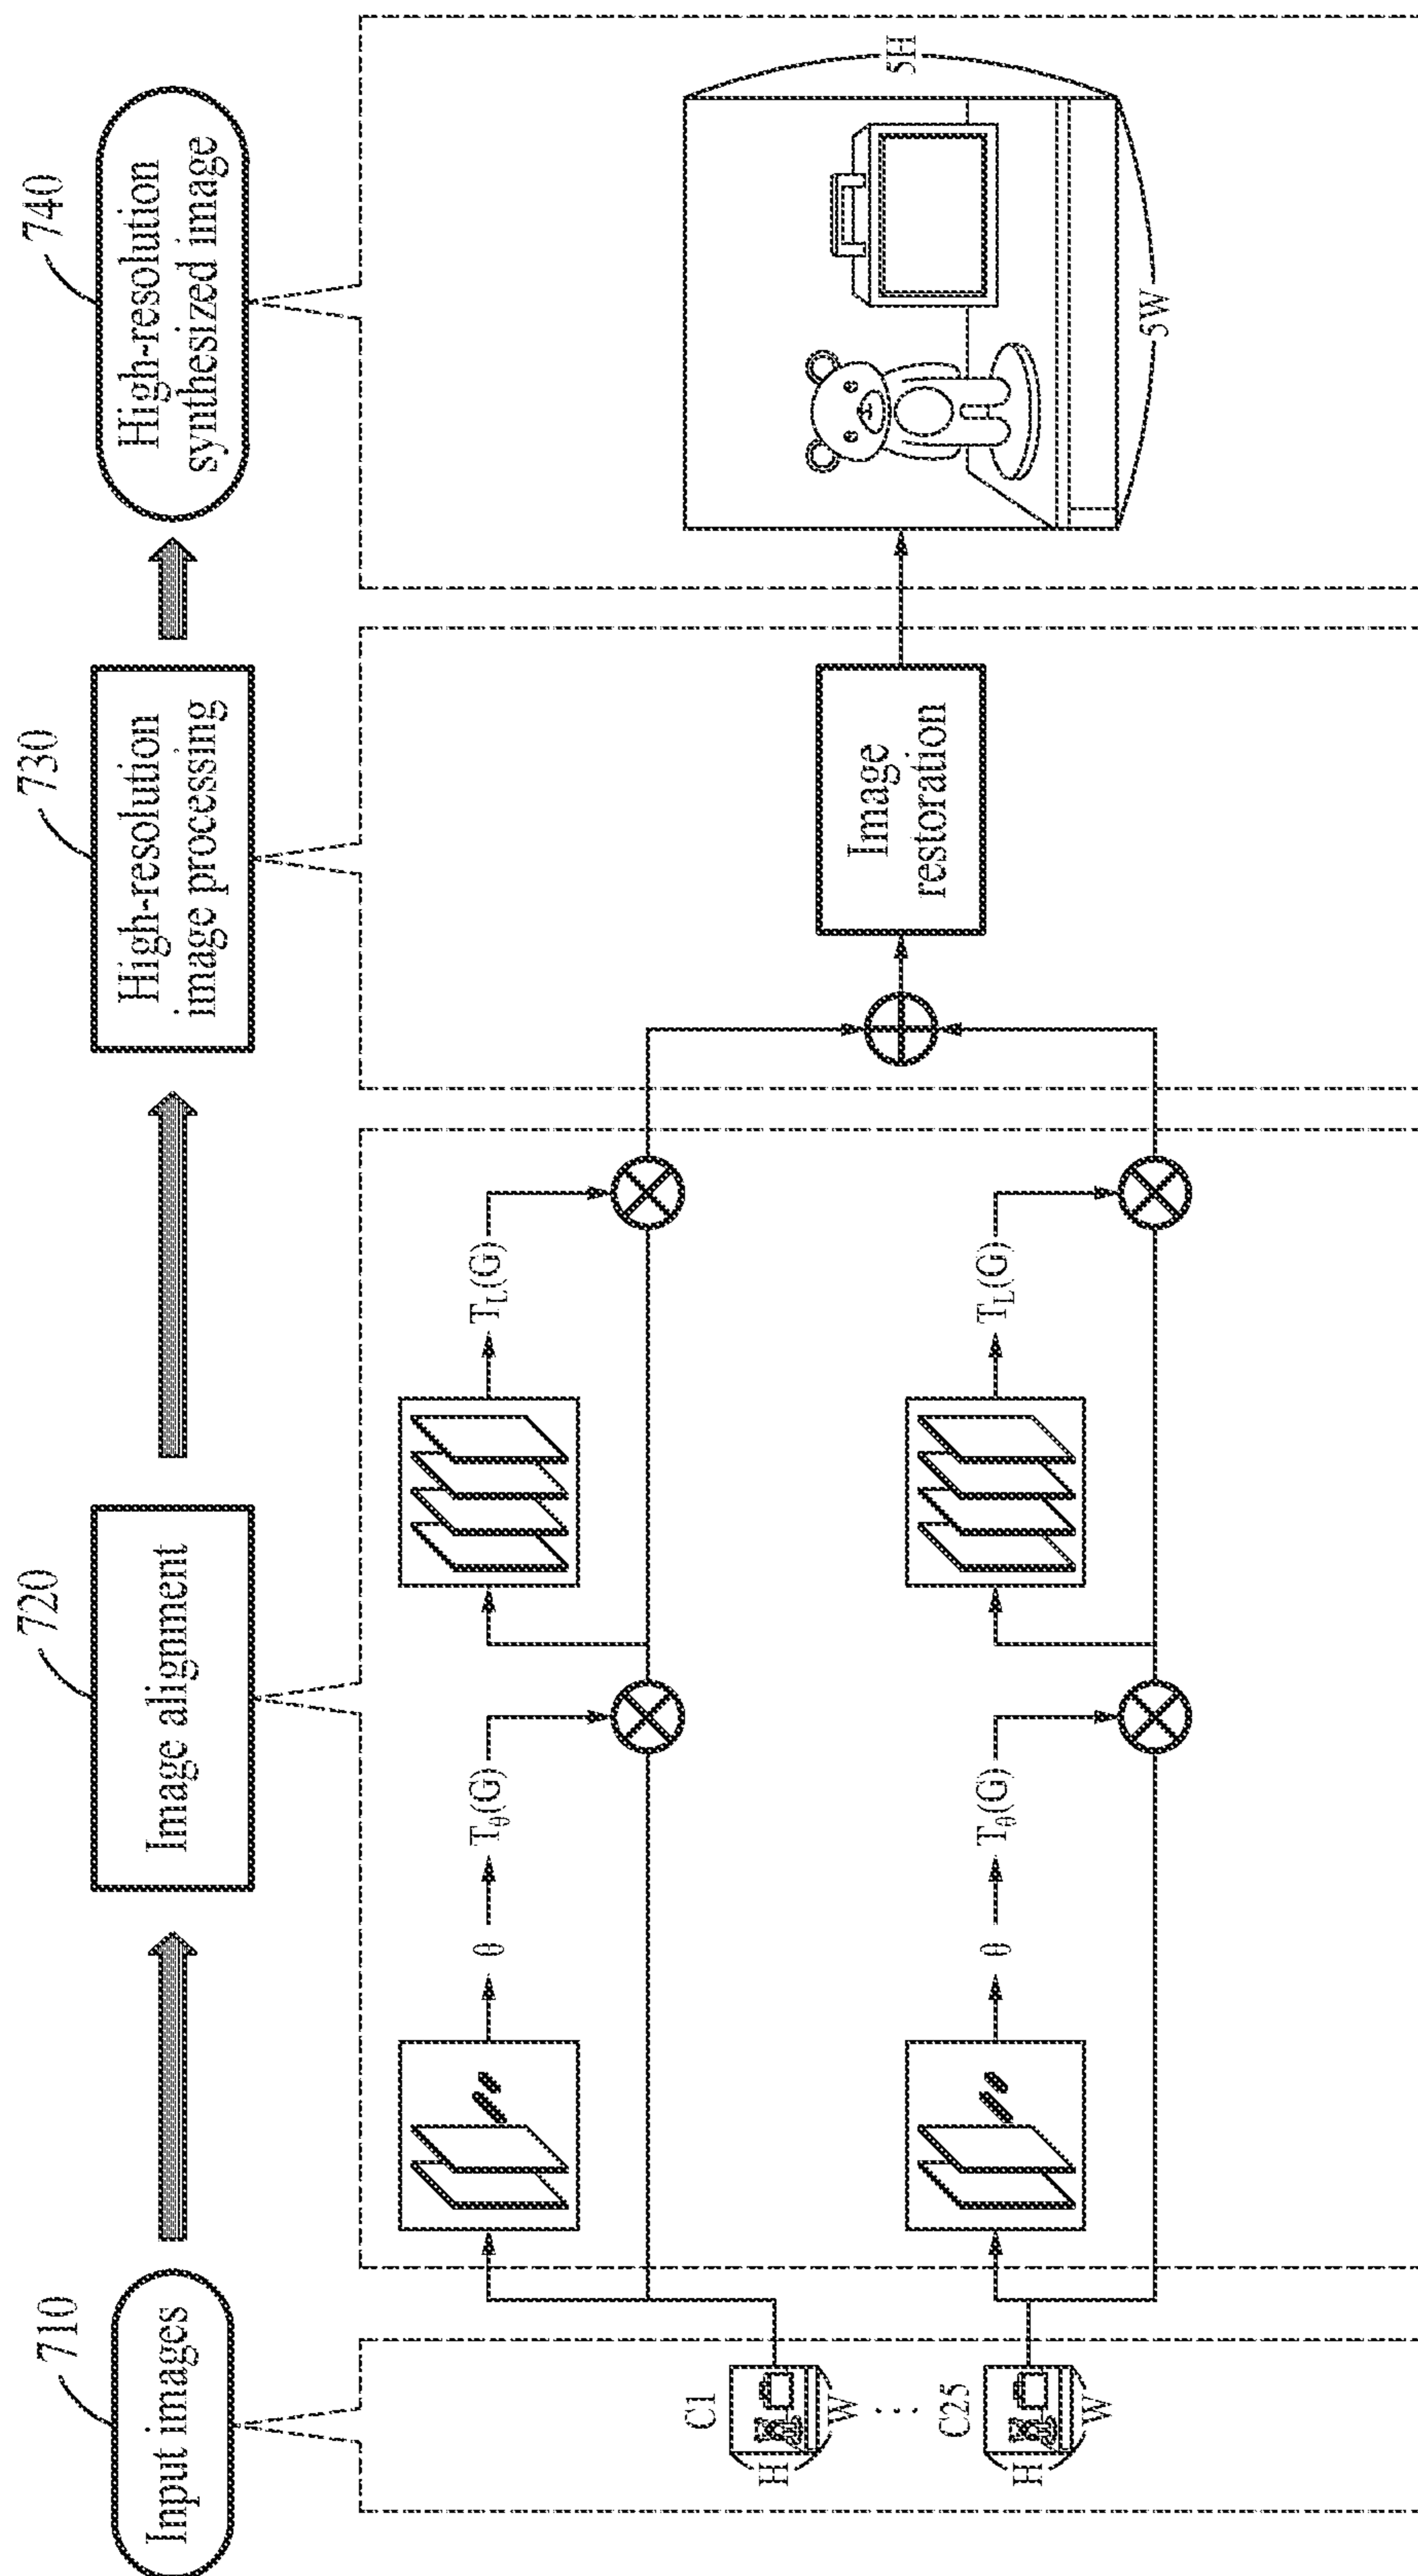 710
Input images
720
Image alignment
730
High-resolution
image processing
740
High-resolution
synthesized image
θ
Tθ(G)
TL(G)
C1
H
W
θ
Tθ(G)
TL(G)
C25
H
W
Image
restoration
5H
5W